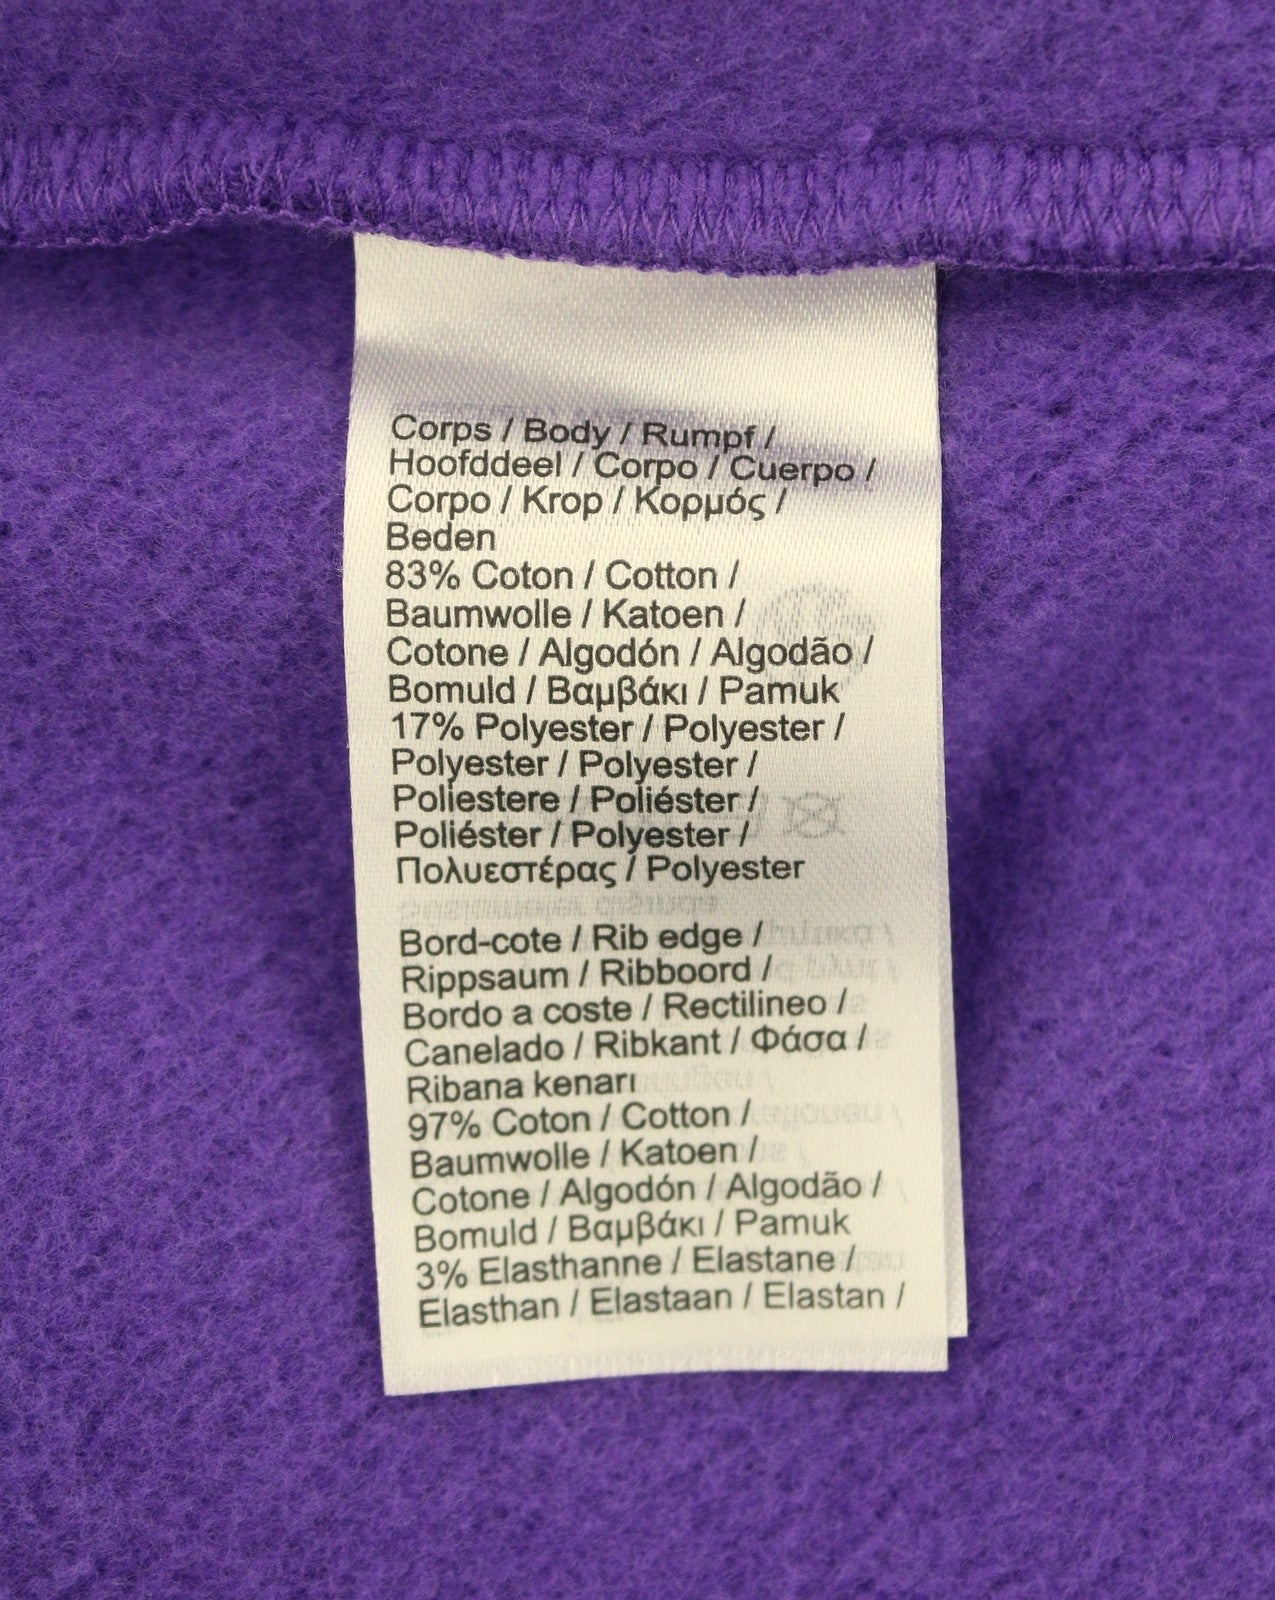 Corps / Body / Rumpf /
Hoofddeel / Corpo / Cuerpo /
Corpo / Krop / Κορμός /
Beden
83% Coton / Cotton /
Baumwolle / Katoen /
Cotone / Algodón / Algodão /
Bomuld / Βαμβάκι / Pamuk
17% Polyester / Polyester /
Polyester / Polyester /
Poliestere / Poliéster /
Poliéster / Polyester /
Πολυεστέρας / Polyester
Bord-cote / Rib edge /
Rippsaum / Ribboord /
Bordo a coste / Rectilineo /
Canelado / Ribkant / Φάσα /
Ribana kenarı
97% Coton / Cotton /
Baumwolle / Katoen /
Cotone / Algodón / Algodão /
Bomuld / Βαμβάκι / Pamuk
3% Elasthanne / Elastane /
Elasthan / Elastaan / Elastan /